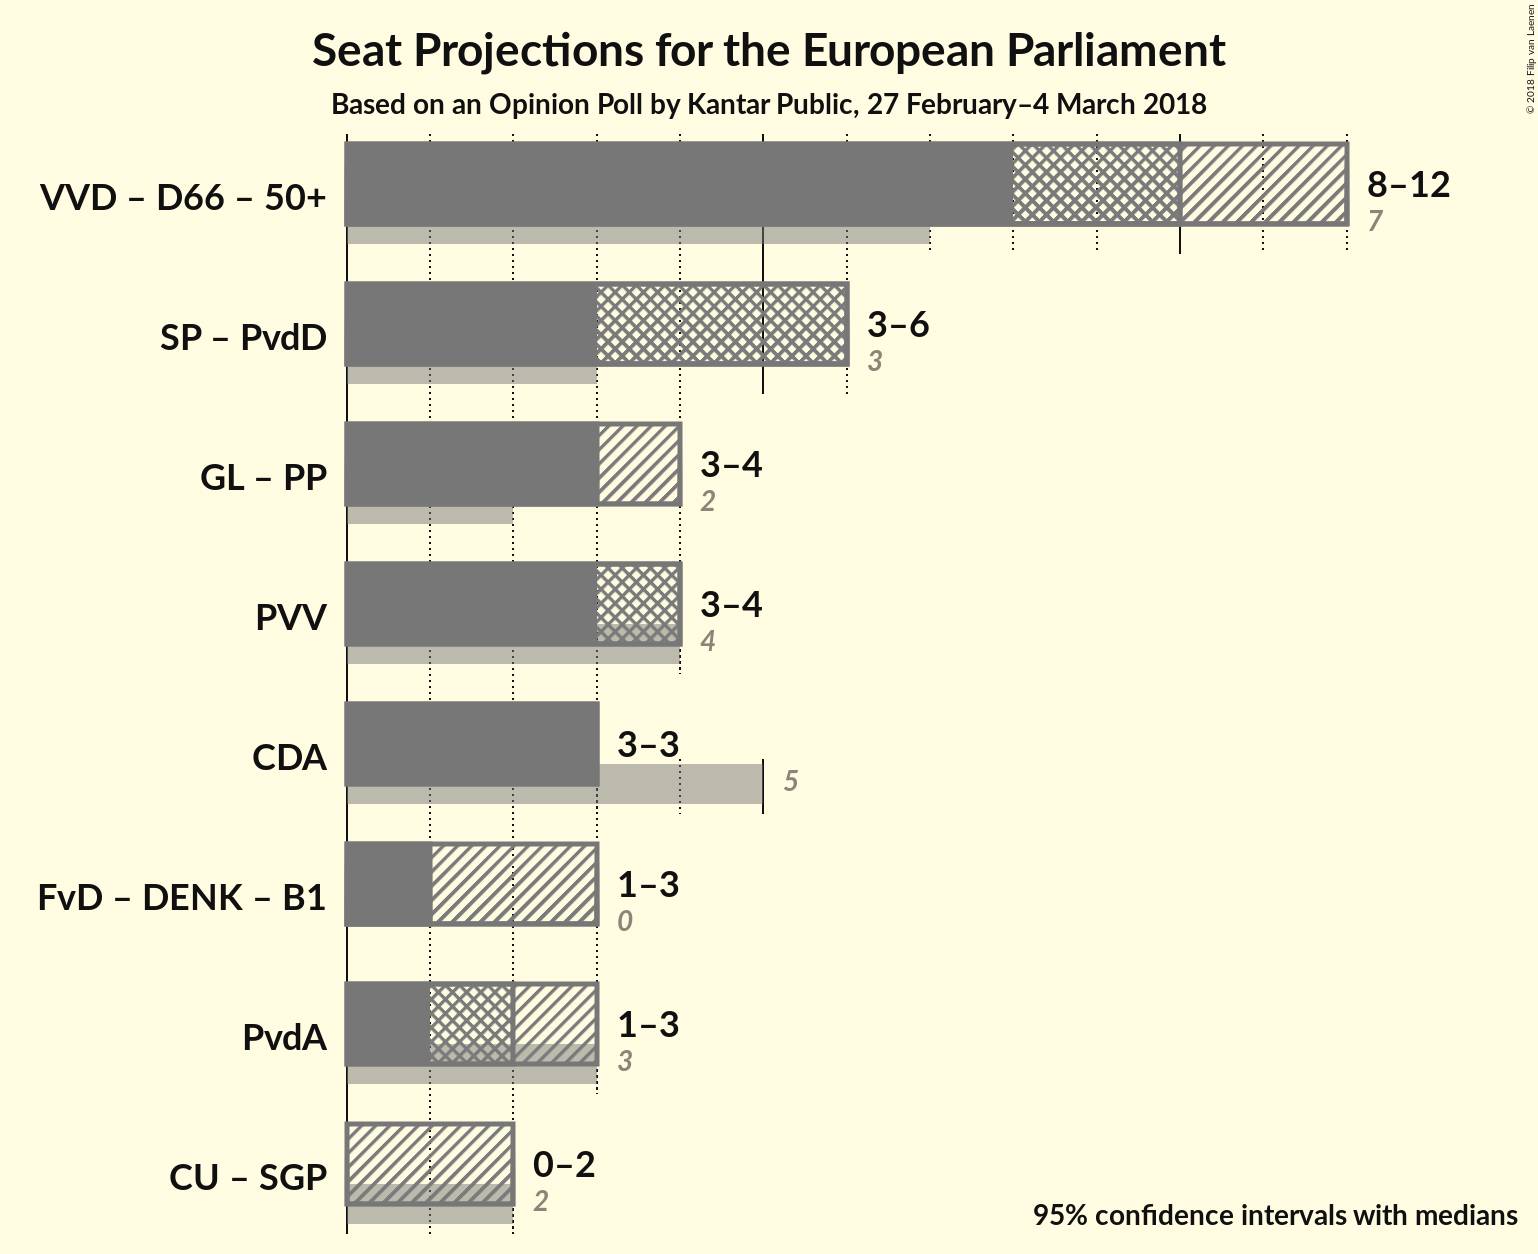 Seat Projections for the European Parliament
Based on an Opinion Poll by Kantar Public, 27 February–4 March 2018
© 2018 Filip van Laenen
VVD – D66 – 50+
8–12
7
SP – PvdD
3–6
3
GL – PP
3–4
2
PVV
3–4
4
CDA
3–3
5
FvD – DENK – B1
1–3
0
PvdA
1–3
3
CU – SGP
0–2
2
95% confidence intervals with medians